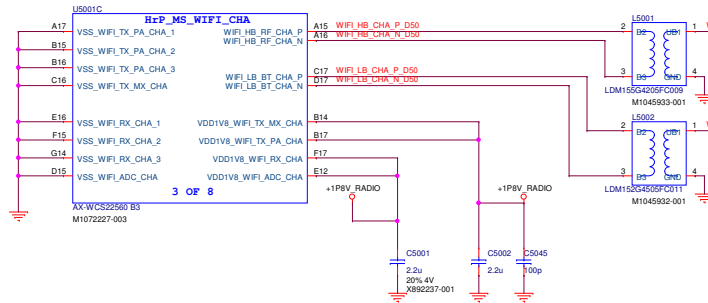 U5001C
HrP_MS_WIFI_CHA
A17 VSS_WIFI_TX_PA_CHA_1
B15 VSS_WIFI_TX_PA_CHA_2
B16 VSS_WIFI_TX_PA_CHA_3
C16 VSS_WIFI_TX_MX_CHA
E16 VSS_WIFI_RX_CHA_1
F15 VSS_WIFI_RX_CHA_2
G14 VSS_WIFI_RX_CHA_3
D15 VSS_WIFI_ADC_CHA
WIFI_HB_RF_CHA_P A15 WIFI_HB_CHA_P_D50
WIFI_HB_RF_CHA_N A16 WIFI_HB_CHA_N_D50
WIFI_LB_BT_CHA_P C17 WIFI_LB_CHA_P_D50
WIFI_LB_BT_CHA_N D17 WIFI_LB_CHA_N_D50
VDD1V8_WIFI_TX_MX_CHA B14
VDD1V8_WIFI_TX_PA_CHA B17
VDD1V8_WIFI_RX_CHA F17
VDD1V8_WIFI_ADC_CHA E12
3 OF 8
AX-WCS22560 B3
M1072227-003
+1P8V_RADIO
+1P8V_RADIO
C5001
2.2u
20% 4V
X892237-001
C5002
2.2u
C5045
100p
L5001
2 B2 UB1 1
3 B3 GND 4
LDM155G4205FC009
M1045933-001
L5002
2 B2 UB1 1
3 B3 GND 4
LDM152G4505FC011
M1045932-001